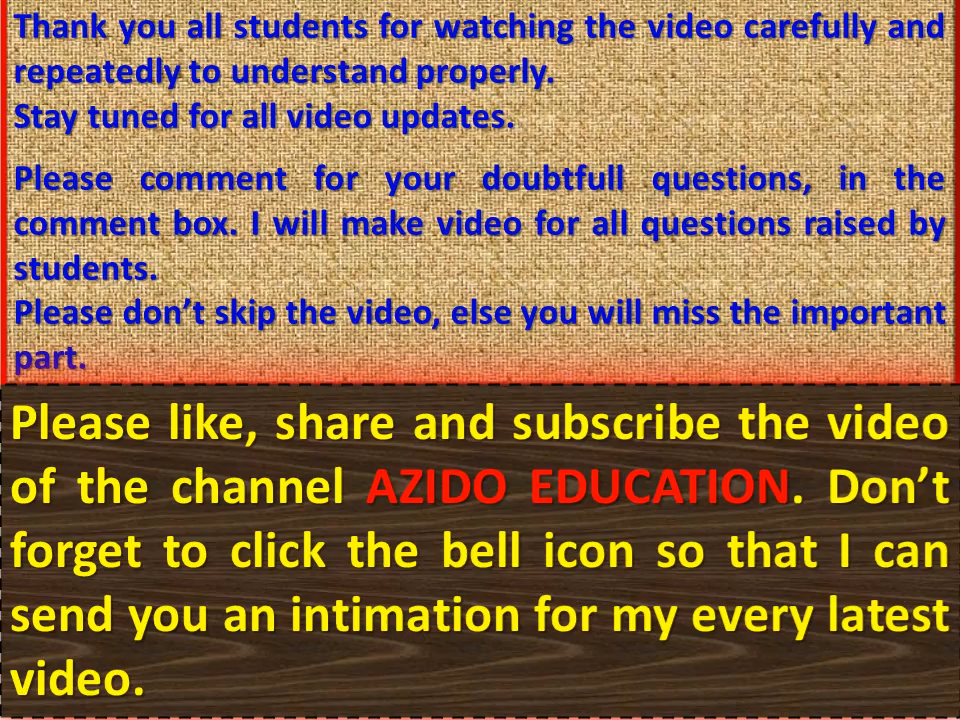 Thank you all students for watching the video carefully and
repeatedly to understand properly.
Stay tuned for all video updates.
Please comment for your doubtfull questions, in the
comment box. I will make video for all questions raised by
students.
Please don’t skip the video, else you will miss the important
part.
Please like, share and subscribe the video
of the channel AZIDO EDUCATION. Don’t
forget to click the bell icon so that I can
send you an intimation for my every latest
video.